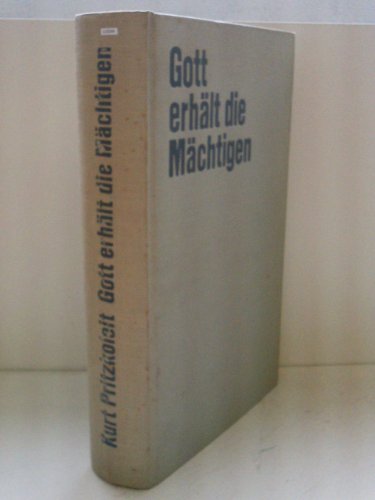 Gott
erhält die
Mächtigen
Kurt Pritzkoleit Gott erhält die Mächtigen